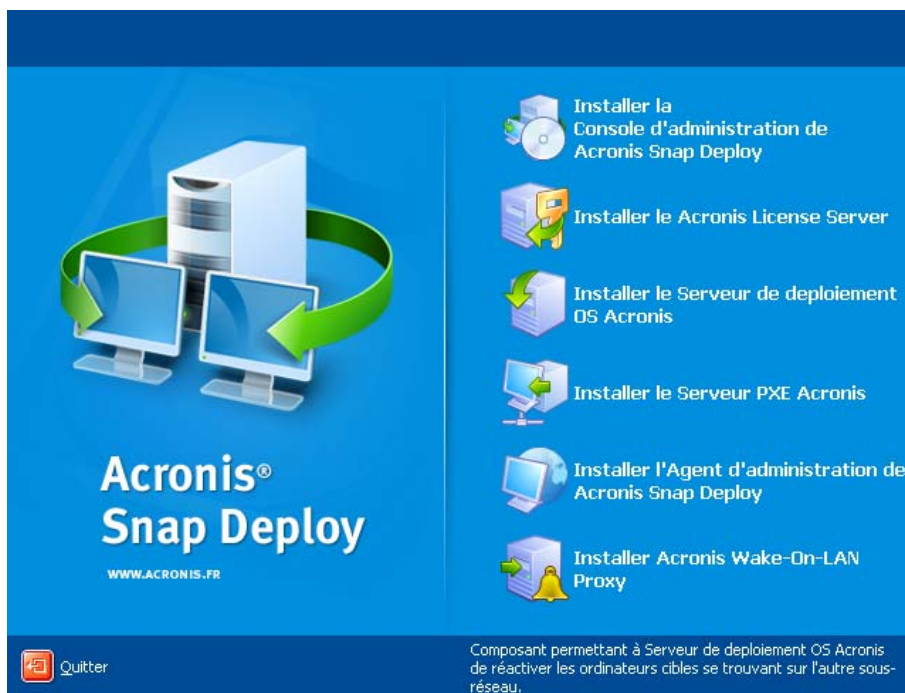 Installer la
Console d'administration de
Acronis Snap Deploy
Installer le Acronis License Server
Installer le Serveur de deploiement
OS Acronis
Installer le Serveur PXE Acronis
Installer l'Agent d'administration de
Acronis Snap Deploy
Installer Acronis Wake-On-LAN
Proxy
Acronis®
Snap Deploy
WWW.ACRONIS.FR
Quitter
Composant permettant à Serveur de deploiement OS Acronis
de réactiver les ordinateurs cibles se trouvant sur l'autre sous-
réseau.